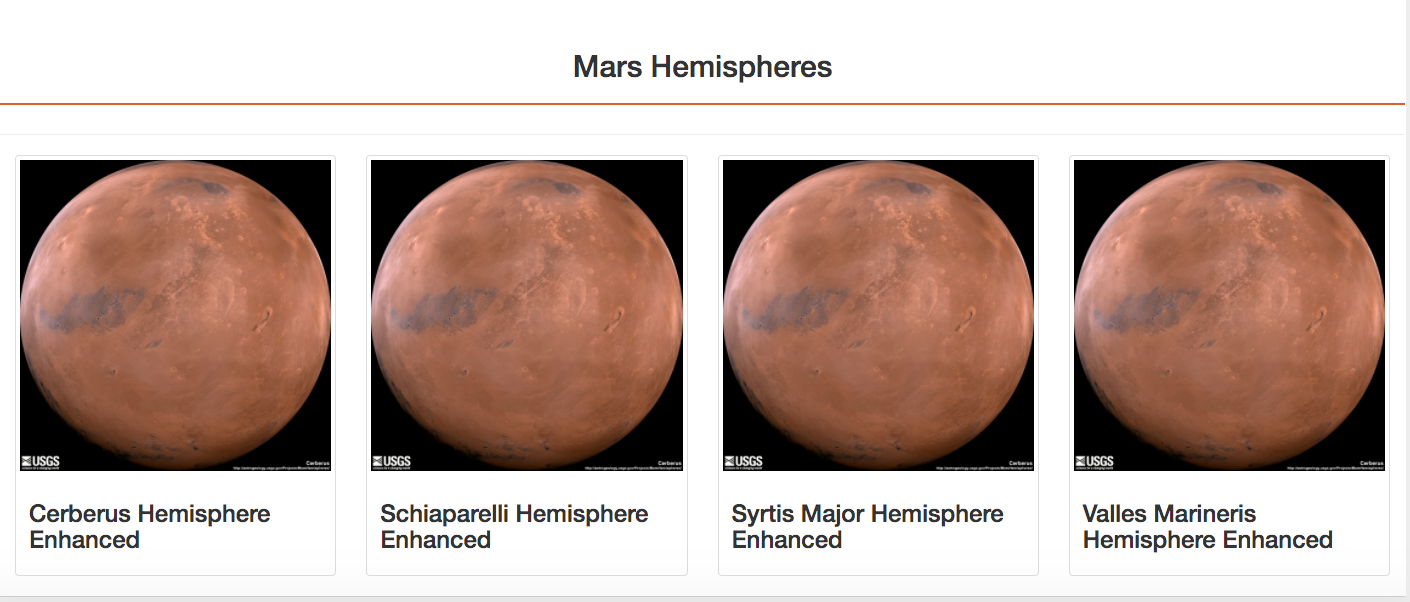 Mars Hemispheres
USGS
Cerberus
USGS
Cerberus
USGS
Cerberus
USGS
Cerberus
Cerberus Hemisphere
Enhanced
Schiaparelli Hemisphere
Enhanced
Syrtis Major Hemisphere
Enhanced
Valles Marineris
Hemisphere Enhanced